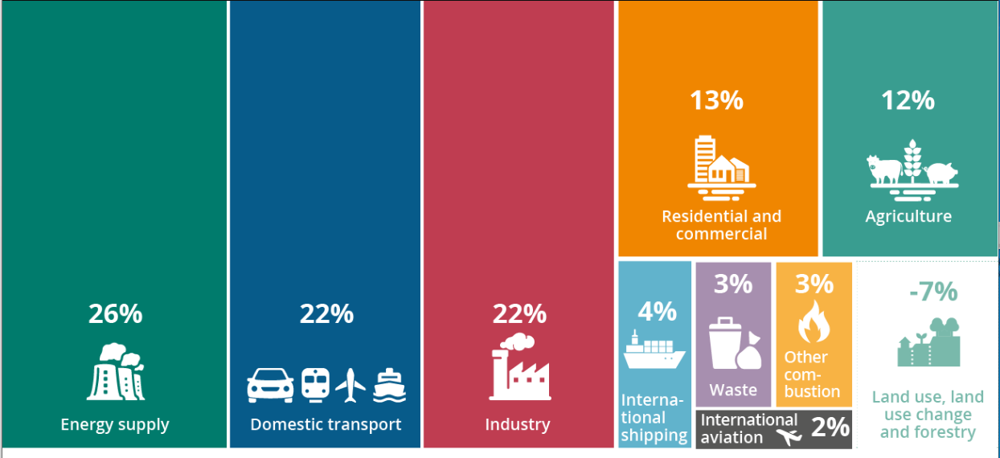 26%
Energy supply
22%
Domestic transport
22%
Industry
13%
Residential and
commercial
12%
Agriculture
4%
Interna-
tional
shipping
3%
Waste
3%
Other
com-
bustion
International
aviation
2%
-7%
Land use, land
use change
and forestry